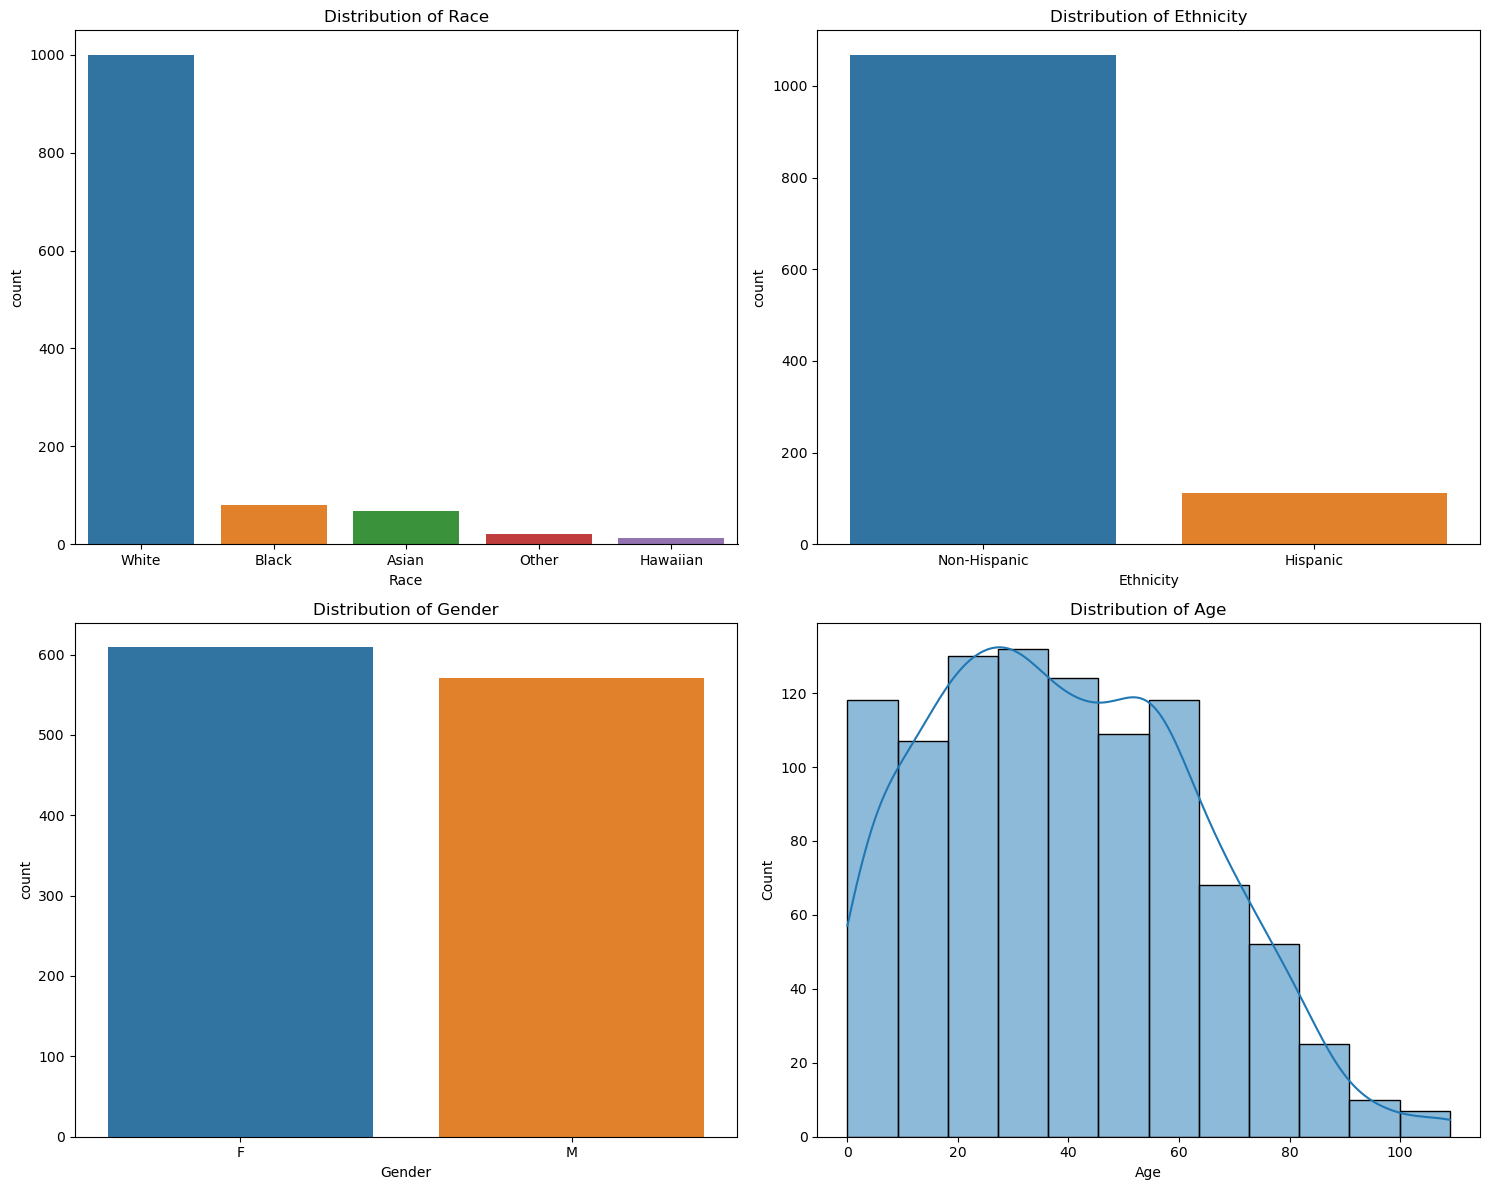 Distribution of Race
1000
800
600
400
200
0
count
White Black Asian Other Hawaiian
Race
Distribution of Ethnicity
1000
800
600
400
200
0
count
Non-Hispanic Hispanic
Ethnicity
Distribution of Gender
600
500
400
300
200
100
0
count
F M
Gender
Distribution of Age
120
100
80
60
40
20
0
Count
0 20 40 60 80 100
Age